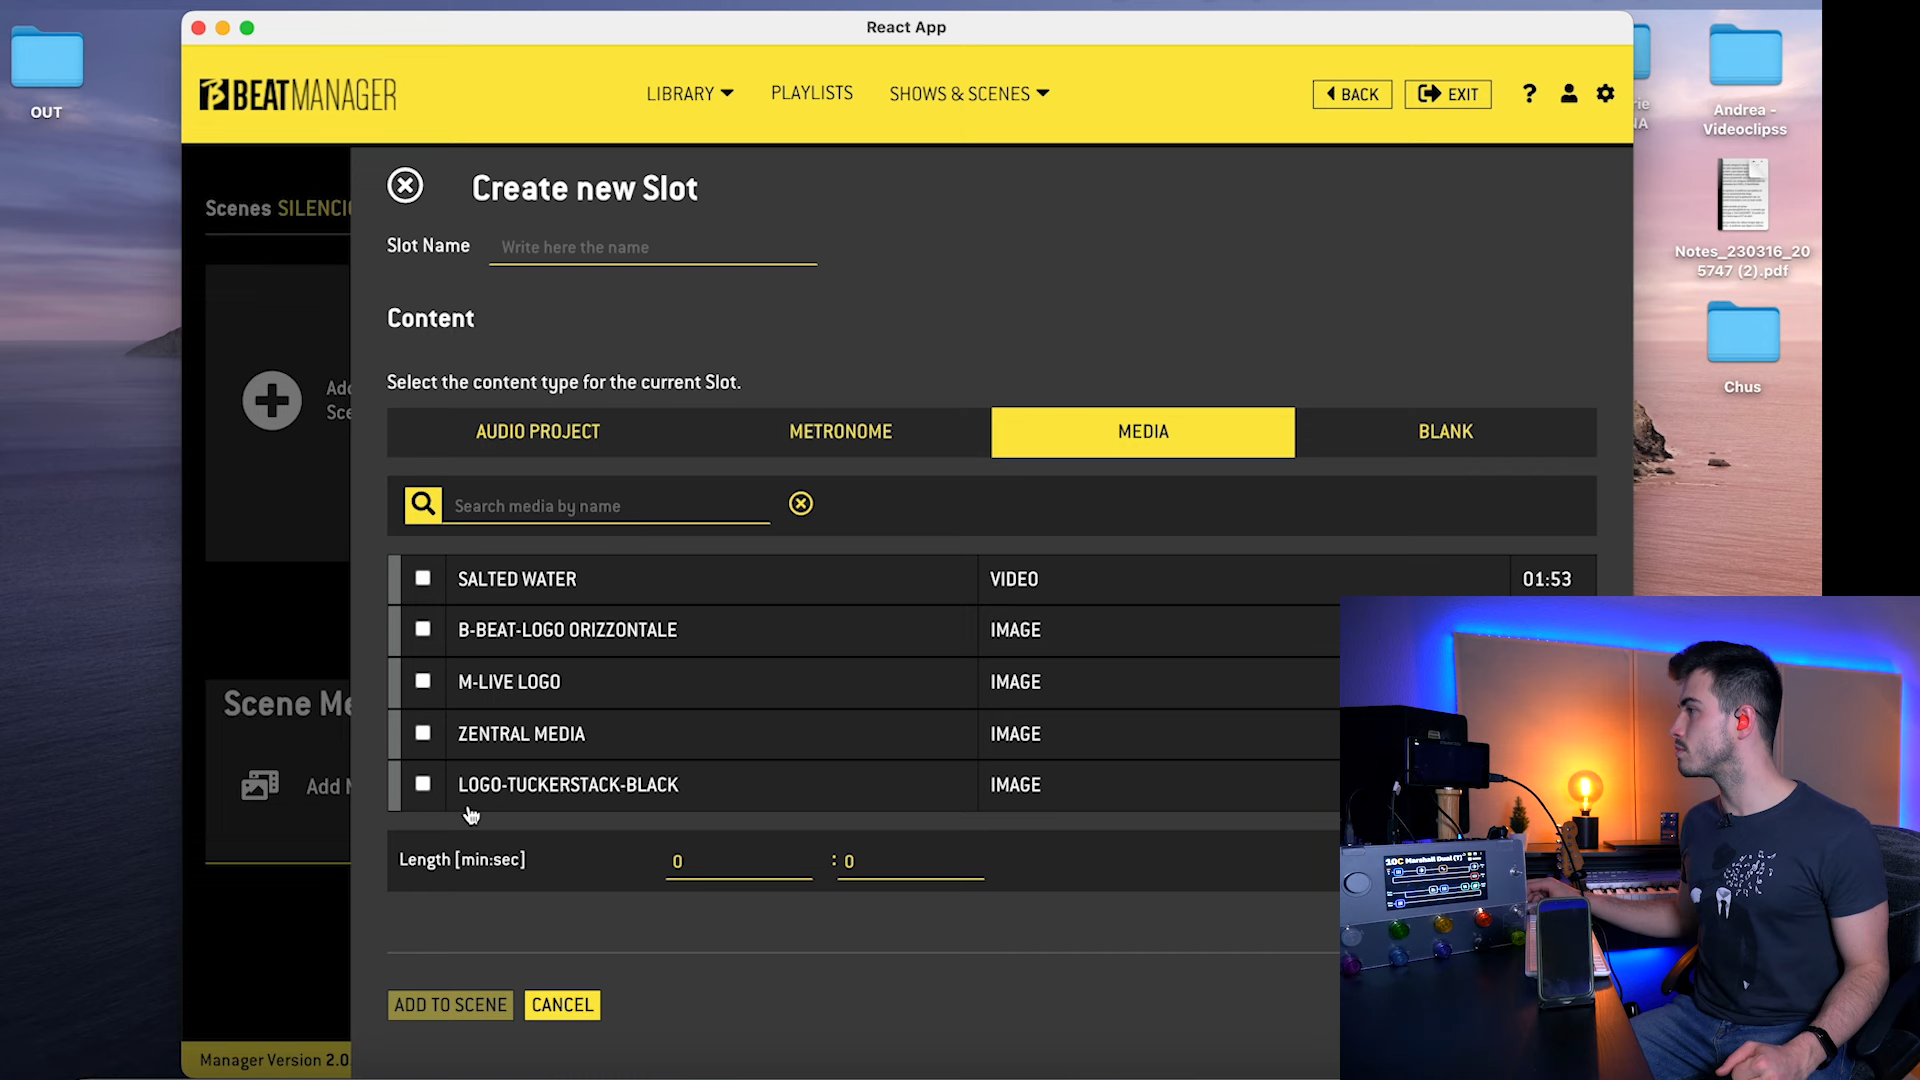 React App
OUT
BEATMANAGER
LIBRARY
PLAYLISTS
SHOWS & SCENES
BACK
EXIT
?
Andrea -
Videoclipss
Notes_230316_20
5747 (2).pdf
Chus
Scenes SILENCI
Create new Slot
Slot Name
Write here the name
Content
Select the content type for the current Slot.
AUDIO PROJECT
METRONOME
MEDIA
BLANK
Search media by name
SALTED WATER
VIDEO
01:53
B-BEAT-LOGO ORIZZONTALE
IMAGE
M-LIVE LOGO
IMAGE
ZENTRAL MEDIA
IMAGE
LOGO-TUCKERSTACK-BLACK
IMAGE
Length [min:sec]
0
: 0
ADD TO SCENE
CANCEL
Scene Me
Add
Manager Version 2.0
10C Marshall Dual (T)